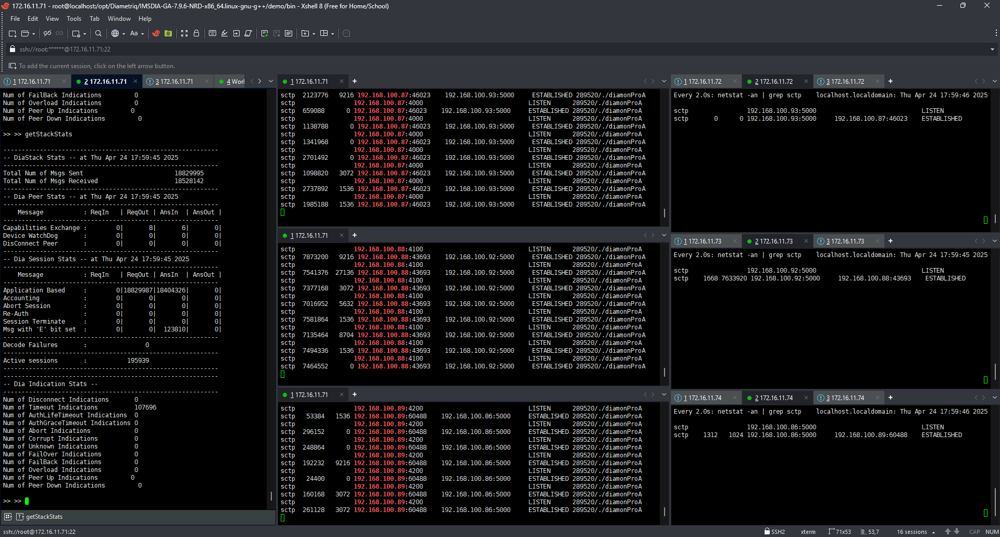 172.16.11.71 - root@localhost/opt/Diametriq/IMSDIA-GA-7.9.6-NRD-x86_64.linux-gnu-g++/demo/bin - Xshell 8 (Free for Home/School)
File Edit View Tools Tab Window Help
Aa
ssh://root:******@172.16.11.71:22
To add the current session, click on the left arrow button.
1 172.16.11.71
2 172.16.11.71
3 172.16.11.71
4 Worl
Num of FailBack Indications 0
Num of Overload Indications 0
Num of Peer Up Indications 0
Num of Peer Down Indications 0
>> >> getStackStats
-----------------------------------------------------------
-- DiaStack Stats -- at Thu Apr 24 17:59:45 2025
-----------------------------------------------------------
Total Num of Msgs Sent 18829995
Total Num of Msgs Received 18528142
-----------------------------------------------------------
-- Dia Peer Stats -- at Thu Apr 24 17:59:45 2025
-----------------------------------------------------------
Message : ReqIn | ReqOut | AnsIn | AnsOut |
-----------------------------------------------------------
Capabilities Exchange : 0| 8| 6| 0|
Device WatchDog : 0| 0| 0| 0|
DisConnect Peer : 0| 0| 0| 0|
-----------------------------------------------------------
-- Dia Session Stats -- at Thu Apr 24 17:59:45 2025
-----------------------------------------------------------
Message : ReqIn | ReqOut | AnsIn | AnsOut |
-----------------------------------------------------------
Application Based : 0|18829987|18404326| 0|
Accounting : 0| 0| 0| 0|
Abort Session : 0| 0| 0| 0|
Re-Auth : 0| 0| 0| 0|
Session Terminate : 0| 0| 0| 0|
Msg with 'E' bit set : 0| 0| 123810| 0|
-----------------------------------------------------------
Decode Failures : 0
-----------------------------------------------------------
Active sessions : 195939
-----------------------------------------------------------
-----------------------------------------------------------
-- Dia Indication Stats --
-----------------------------------------------------------
Num of Disconnect Indications 0
Num of Timeout Indications 107696
Num of AuthLifeTimeout Indications 0
Num of AuthGraceTimeout Indications 0
Num of Abort Indications 0
Num of Corrupt Indications 0
Num of Unknown Indications 0
Num of FailOver Indications 0
Num of FailBack Indications 0
Num of Overload Indications 0
Num of Peer Up Indications 0
Num of Peer Down Indications 0
>> >>
getStackStats
1 172.16.11.71
sctp 2123776 9216 192.168.100.87:46023 192.168.100.93:5000 ESTABLISHED 289520/./diamonProA
sctp 192.168.100.87:4000 LISTEN 289520/./diamonProA
sctp 659088 0 192.168.100.87:46023 192.168.100.93:5000 ESTABLISHED 289520/./diamonProA
sctp 192.168.100.87:4000 LISTEN 289520/./diamonProA
sctp 1138788 0 192.168.100.87:46023 192.168.100.93:5000 ESTABLISHED 289520/./diamonProA
sctp 192.168.100.87:4000 LISTEN 289520/./diamonProA
sctp 1341968 0 192.168.100.87:46023 192.168.100.93:5000 ESTABLISHED 289520/./diamonProA
sctp 192.168.100.87:4000 LISTEN 289520/./diamonProA
sctp 2701492 0 192.168.100.87:46023 192.168.100.93:5000 ESTABLISHED 289520/./diamonProA
sctp 192.168.100.87:4000 LISTEN 289520/./diamonProA
sctp 1098820 3072 192.168.100.87:46023 192.168.100.93:5000 ESTABLISHED 289520/./diamonProA
sctp 192.168.100.87:4000 LISTEN 289520/./diamonProA
sctp 2737892 1536 192.168.100.87:46023 192.168.100.93:5000 ESTABLISHED 289520/./diamonProA
sctp 192.168.100.87:4000 LISTEN 289520/./diamonProA
sctp 1985188 1536 192.168.100.87:46023 192.168.100.93:5000 ESTABLISHED 289520/./diamonProA
1 172.16.11.71
sctp 192.168.100.88:4100 LISTEN 289520/./diamonProA
sctp 7873200 9216 192.168.100.88:43693 192.168.100.92:5000 ESTABLISHED 289520/./diamonProA
sctp 192.168.100.88:4100 LISTEN 289520/./diamonProA
sctp 7541376 27136 192.168.100.88:43693 192.168.100.92:5000 ESTABLISHED 289520/./diamonProA
sctp 192.168.100.88:4100 LISTEN 289520/./diamonProA
sctp 7377168 3072 192.168.100.88:43693 192.168.100.92:5000 ESTABLISHED 289520/./diamonProA
sctp 192.168.100.88:4100 LISTEN 289520/./diamonProA
sctp 7016952 5632 192.168.100.88:43693 192.168.100.92:5000 ESTABLISHED 289520/./diamonProA
sctp 192.168.100.88:4100 LISTEN 289520/./diamonProA
sctp 7581864 1536 192.168.100.88:43693 192.168.100.92:5000 ESTABLISHED 289520/./diamonProA
sctp 192.168.100.88:4100 LISTEN 289520/./diamonProA
sctp 7135464 8704 192.168.100.88:43693 192.168.100.92:5000 ESTABLISHED 289520/./diamonProA
sctp 192.168.100.88:4100 LISTEN 289520/./diamonProA
sctp 7494336 1536 192.168.100.88:43693 192.168.100.92:5000 ESTABLISHED 289520/./diamonProA
sctp 192.168.100.88:4100 LISTEN 289520/./diamonProA
sctp 7464552 0 192.168.100.88:43693 192.168.100.92:5000 ESTABLISHED 289520/./diamonProA
1 172.16.11.71
sctp 192.168.100.89:4200 LISTEN 289520/./diamonProA
sctp 53384 1536 192.168.100.89:60488 192.168.100.86:5000 ESTABLISHED 289520/./diamonProA
sctp 192.168.100.89:4200 LISTEN 289520/./diamonProA
sctp 296152 0 192.168.100.89:60488 192.168.100.86:5000 ESTABLISHED 289520/./diamonProA
sctp 192.168.100.89:4200 LISTEN 289520/./diamonProA
sctp 248864 0 192.168.100.89:60488 192.168.100.86:5000 ESTABLISHED 289520/./diamonProA
sctp 192.168.100.89:4200 LISTEN 289520/./diamonProA
sctp 192232 9216 192.168.100.89:60488 192.168.100.86:5000 ESTABLISHED 289520/./diamonProA
sctp 192.168.100.89:4200 LISTEN 289520/./diamonProA
sctp 24400 0 192.168.100.89:60488 192.168.100.86:5000 ESTABLISHED 289520/./diamonProA
sctp 192.168.100.89:4200 LISTEN 289520/./diamonProA
sctp 160168 3072 192.168.100.89:60488 192.168.100.86:5000 ESTABLISHED 289520/./diamonProA
sctp 192.168.100.89:4200 LISTEN 289520/./diamonProA
sctp 261128 3072 192.168.100.89:60488 192.168.100.86:5000 ESTABLISHED 289520/./diamonProA
1 172.16.11.72
2 172.16.11.72
3 172.16.11.72
Every 2.0s: netstat -an | grep sctp localhost.localdomain: Thu Apr 24 17:59:46 2025
sctp 192.168.100.93:5000 LISTEN
sctp 0 0 192.168.100.93:5000 192.168.100.87:46023 ESTABLISHED
1 172.16.11.73
2 172.16.11.73
3 172.16.11.73
Every 2.0s: netstat -an | grep sctp localhost.localdomain: Thu Apr 24 17:59:45 2025
sctp 192.168.100.92:5000 LISTEN
sctp 1668 7633920 192.168.100.92:5000 192.168.100.88:43693 ESTABLISHED
1 172.16.11.74
2 172.16.11.74
3 172.16.11.74
Every 2.0s: netstat -an | grep sctp localhost.localdomain: Thu Apr 24 17:59:46 2025
sctp 192.168.100.86:5000 LISTEN
sctp 1312 1024 192.168.100.86:5000 192.168.100.89:60488 ESTABLISHED
ssh://root@172.16.11.71:22
SSH2 xterm 71x53 53,7 16 sessions CAP NUM